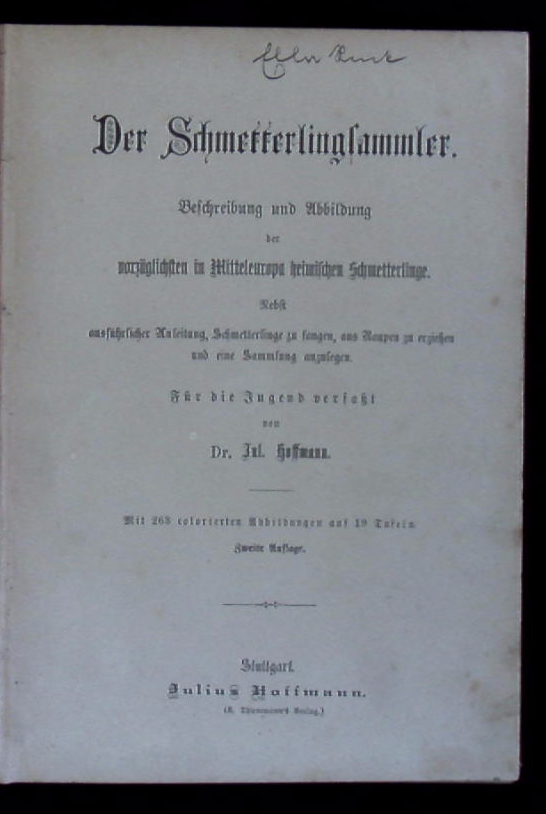 Der Schmetterlingsammler.
Beschreibung und Abbildung
der
vorzüglichsten in Mitteleuropa heimischen Schmetterlinge.
Nebst
ausführlicher Anleitung, Schmetterlinge zu fangen, aus Raupen zu erziehen
und eine Sammlung anzulegen.
Für die Jugend verfaßt
von
Dr. Jul. Hoffmann.
Mit 263 colorierten Abbildungen auf 19 Tafeln.
Zweite Auflage.
Stuttgart.
Julius Hoffmann.
(K. Thienemann's Verlag.)